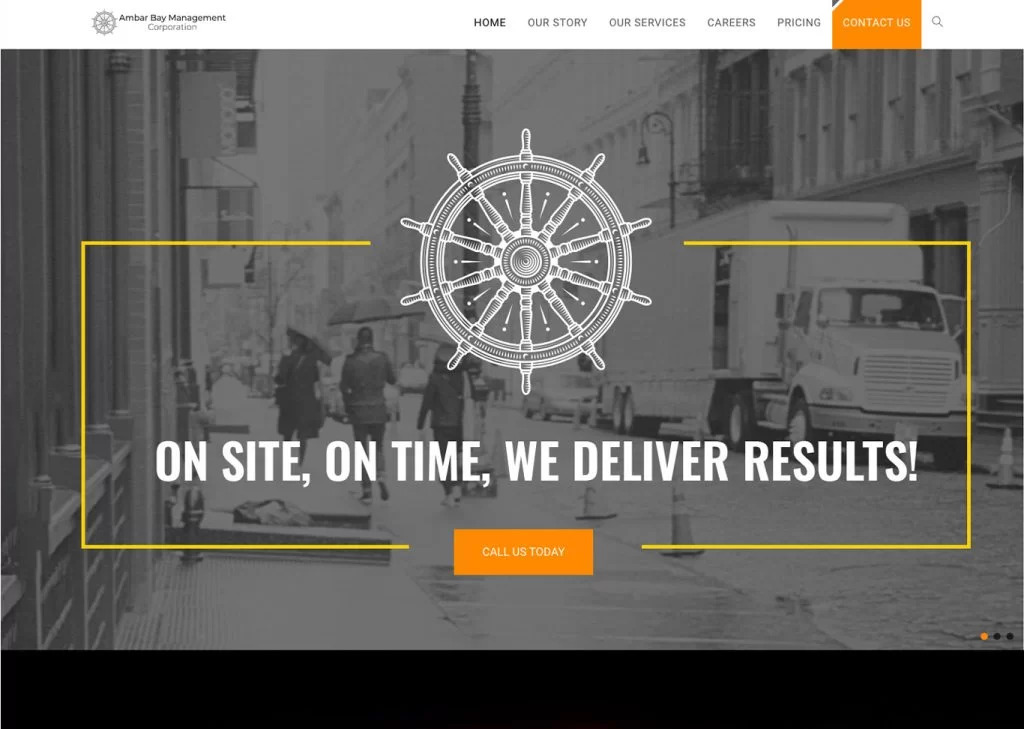 Ambar Bay Management
Corporation
HOME
OUR STORY
OUR SERVICES
CAREERS
PRICING
CONTACT US
ON SITE, ON TIME, WE DELIVER RESULTS!
CALL US TODAY